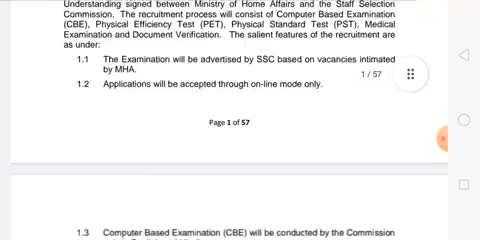 Understanding signed between Ministry of Home Affairs and the Staff Selection
Commission. The recruitment process will consist of Computer Based Examination
(CBE), Physical Efficiency Test (PET), Physical Standard Test (PST), Medical
Examination and Document Verification. The salient features of the recruitment are
as under:
1.1 The Examination will be advertised by SSC based on vacancies intimated
by MHA.
1 / 57
1.2 Applications will be accepted through on-line mode only.
Page 1 of 57
1.3 Computer Based Examination (CBE) will be conducted by the Commission